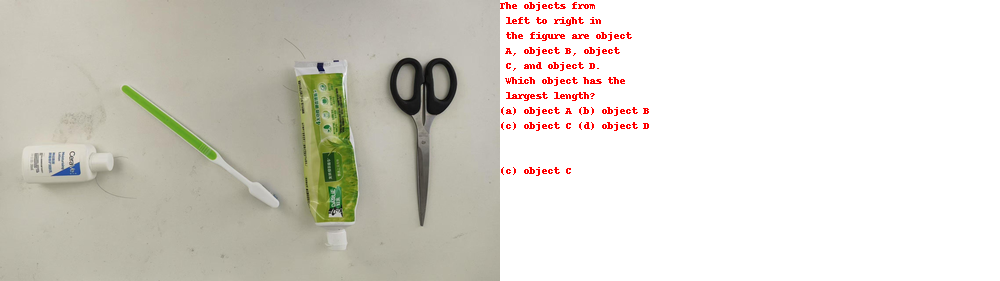 The objects from
left to right in
the figure are object
A, object B, object
C, and object D.
Which object has the
largest length?
(a) object A (b) object B
(c) object C (d) object D
(c) object C
CeraVe